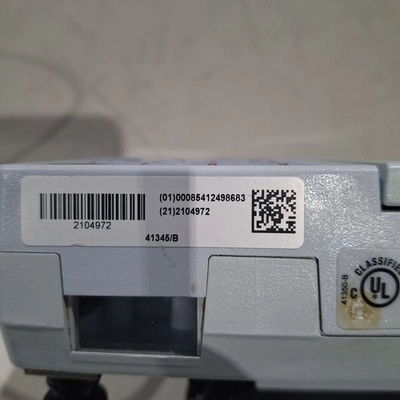 (01)00085412498683
(21)2104972
2104972
41345/B
CLASSIFIED
C UL
41350-B